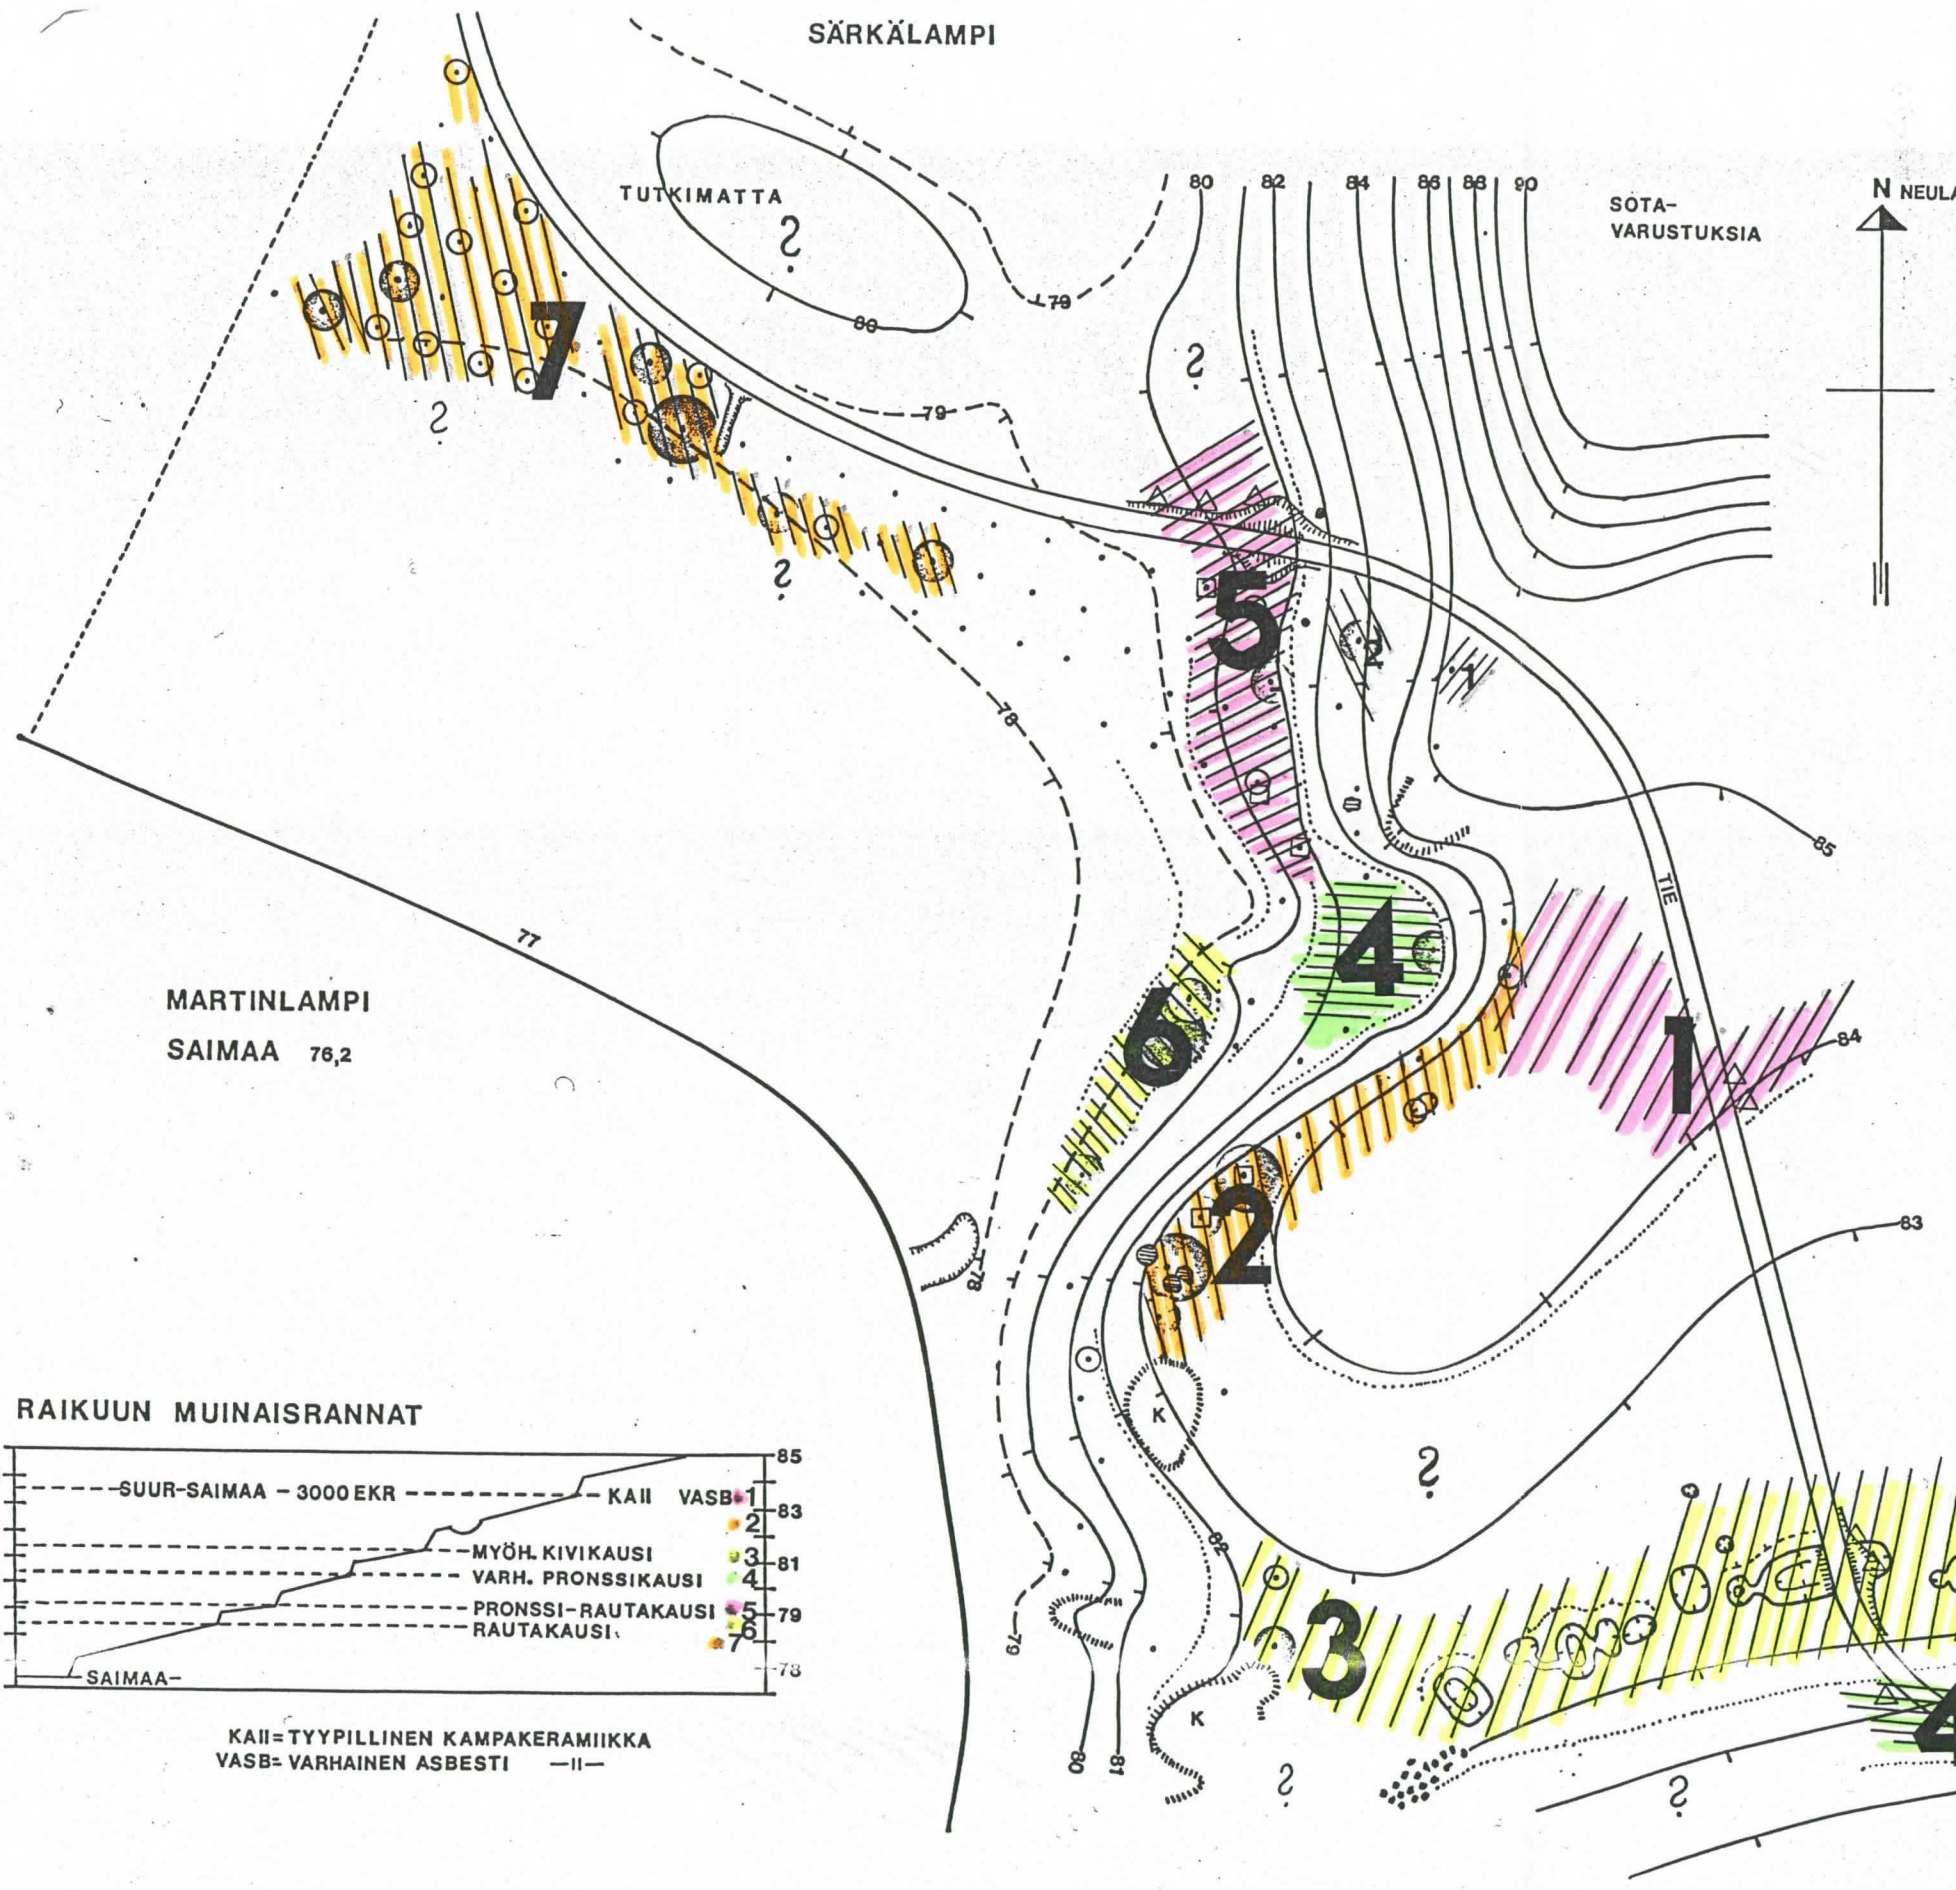 SÄRKÄLAMPI
80 82 84 86 88 90
N NEULA
TUTKIMATTA
SOTA-
VARUSTUKSIA
?
79
80
?
7
79
?
?
5
78
85
TIE
77
4
MARTINLAMPI
SAIMAA 76,2
6
1
84
2
83
78
K
RAIKUUN MUINAISRANNAT
85
SUUR-SAIMAA - 3000 EKR
KAII VASB 1
83
2
MYÖH. KIVIKAUSI
3
81
VARH. PRONSSIKAUSI
4
PRONSSI-RAUTAKAUSI
5
79
RAUTAKAUSI
6
7
78
SAIMAA
KAII=TYYPILLINEN KAMPAKERAMIIKKA
VASB=VARHAINEN ASBESTI —II—
?
82
79
3
K
80
81
?
?
4